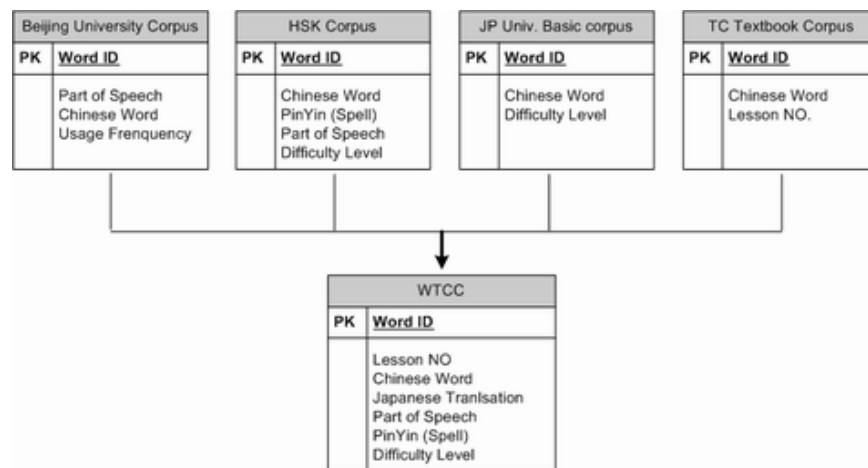 Beijing University Corpus
PK Word ID
Part of Speech
Chinese Word
Usage Frenquency
HSK Corpus
PK Word ID
Chinese Word
PinYin (Spell)
Part of Speech
Difficulty Level
JP Univ. Basic corpus
PK Word ID
Chinese Word
Difficulty Level
TC Textbook Corpus
PK Word ID
Chinese Word
Lesson NO.
WTCC
PK Word ID
Lesson NO
Chinese Word
Japanese Tranlsation
Part of Speech
PinYin (Spell)
Difficulty Level